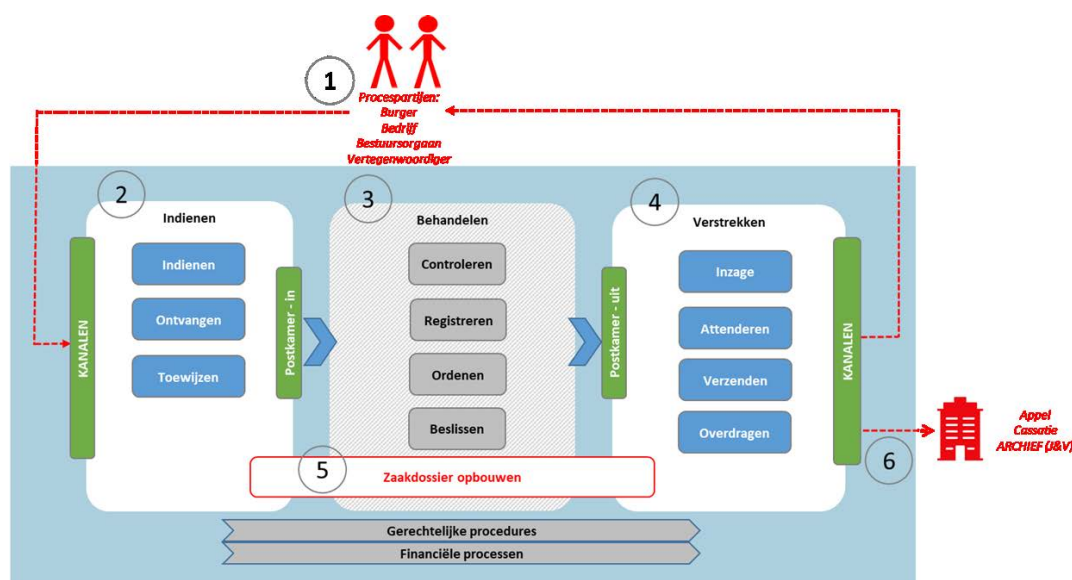 1
Procespartijen:
Burger
Bedrijf
Bestuursorgaan
Vertegenwoordiger
2
Indienen
KANALEN
Indienen
Ontvangen
Toewijzen
Postkamer - in
3
Behandelen
Controleren
Registreren
Ordenen
Beslissen
4
Verstrekken
Postkamer - uit
Inzage
Attenderen
Verzenden
Overdragen
KANALEN
5
Zaakdossier opbouwen
6
Appel
Cassatie
ARCHIEF (J&V)
Gerechtelijke procedures
Financiële processen